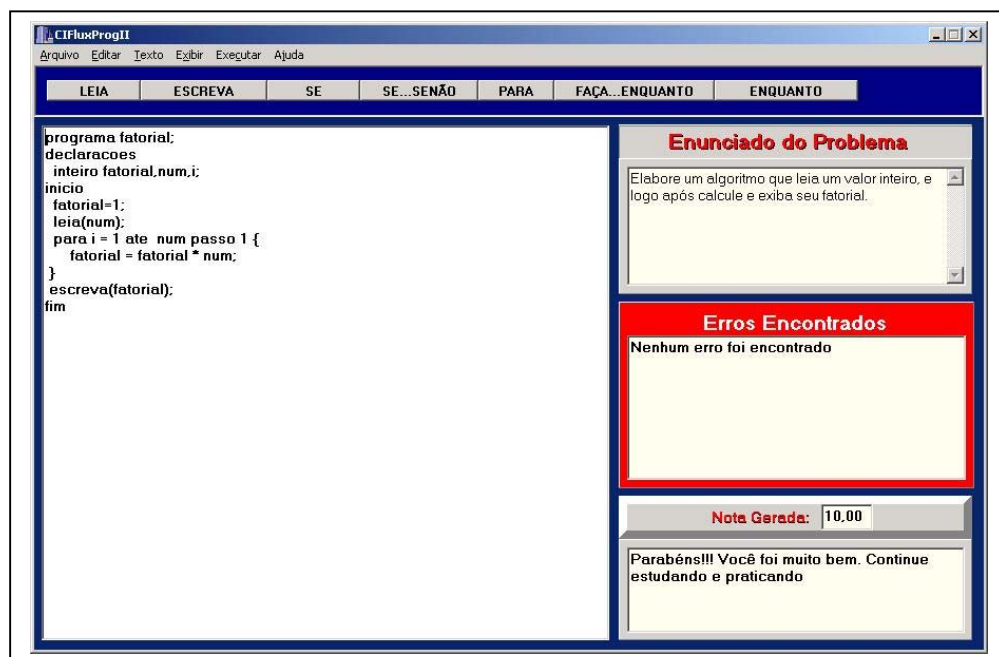 CIFluxProgII
Arquivo Editar Texto Exibir Executar Ajuda
LEIA ESCREVA SE SE...SENÃO PARA FAÇA...ENQUANTO ENQUANTO
programa fatorial;
declaracoes
inteiro fatorial,num,i;
inicio
fatorial=1;
leia(num);
para i = 1 ate num passo 1 {
fatorial = fatorial * num;
}
escreva(fatorial);
fim
Enunciado do Problema
Elabore um algoritmo que leia um valor inteiro, e
logo após calcule e exiba seu fatorial.
Erros Encontrados
Nenhum erro foi encontrado
Nota Gerada: 10,00
Parabéns!!! Você foi muito bem. Continue
estudando e praticando